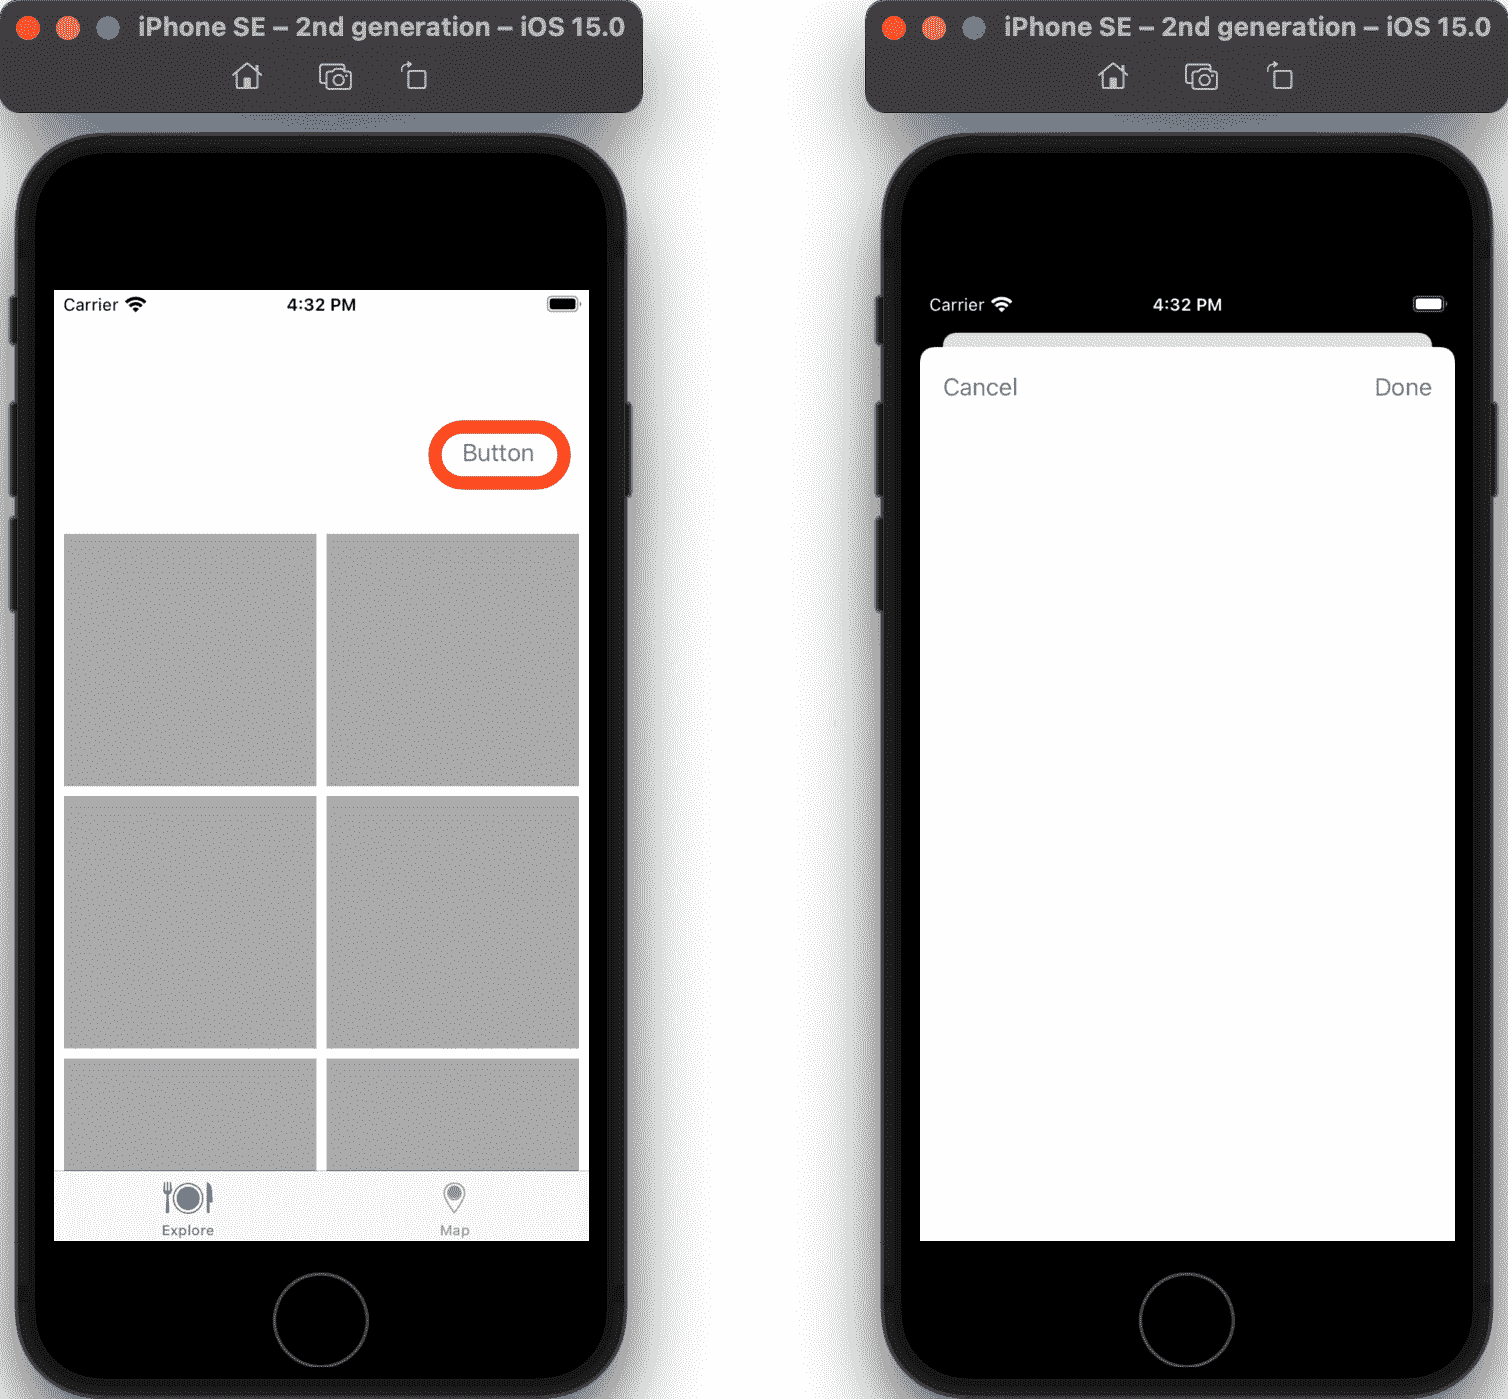 iPhone SE – 2nd generation – iOS 15.0
Carrier
4:32 PM
Button
Explore
Map
iPhone SE – 2nd generation – iOS 15.0
Carrier
4:32 PM
Cancel
Done